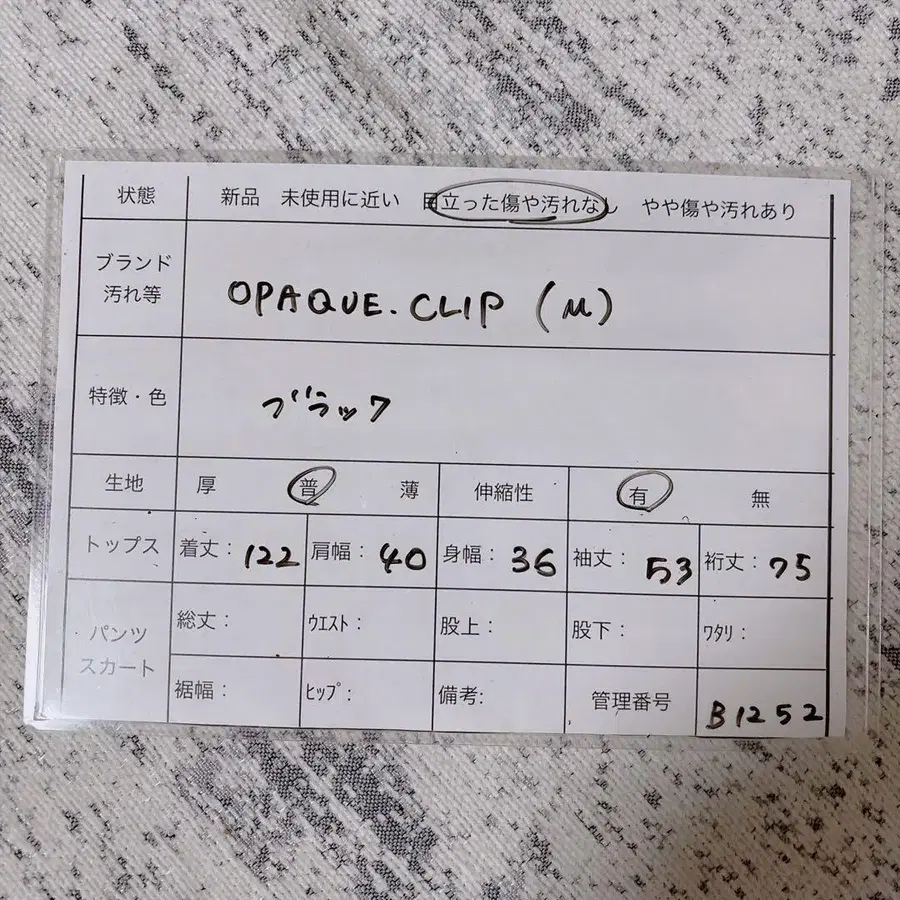 状態 新品 未使用に近い 目立った傷や汚れなし やや傷や汚れあり
ブランド
汚れ等
OPAQUE.CLIP (M)
特徴・色 ブラック
生地 厚 普 薄 伸縮性 有 無
トップス 着丈: 122 肩幅: 40 身幅: 36 袖丈: 53 裄丈: 75
パンツ
スカート
総丈: ｳｴｽﾄ: 股上: 股下: ﾜﾀﾘ:
裾幅: ﾋｯﾌﾟ: 備考: 管理番号 B1252